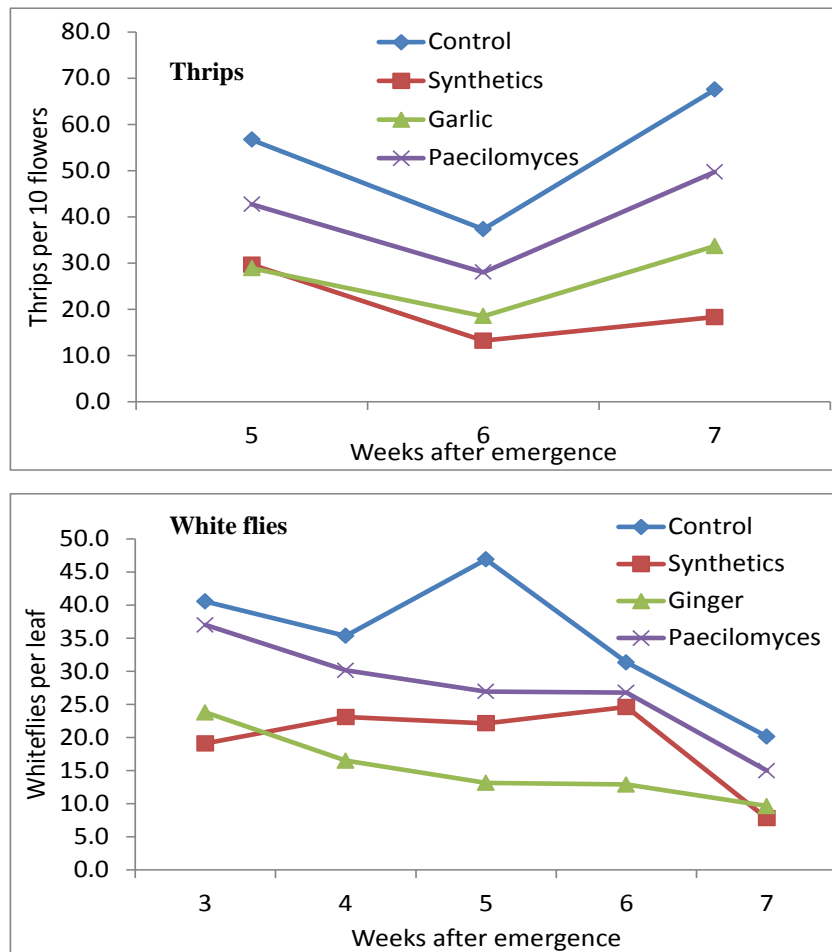 80.0
70.0
60.0
50.0
40.0
30.0
20.0
10.0
0.0
Thrips per 10 flowers
Thrips
Control
Synthetics
Garlic
Paecilomyces
5 6 7
Weeks after emergence
50.0
45.0
40.0
35.0
30.0
25.0
20.0
15.0
10.0
5.0
0.0
Whiteflies per leaf
White flies
Control
Synthetics
Ginger
Paecilomyces
3 4 5 6 7
Weeks after emergence